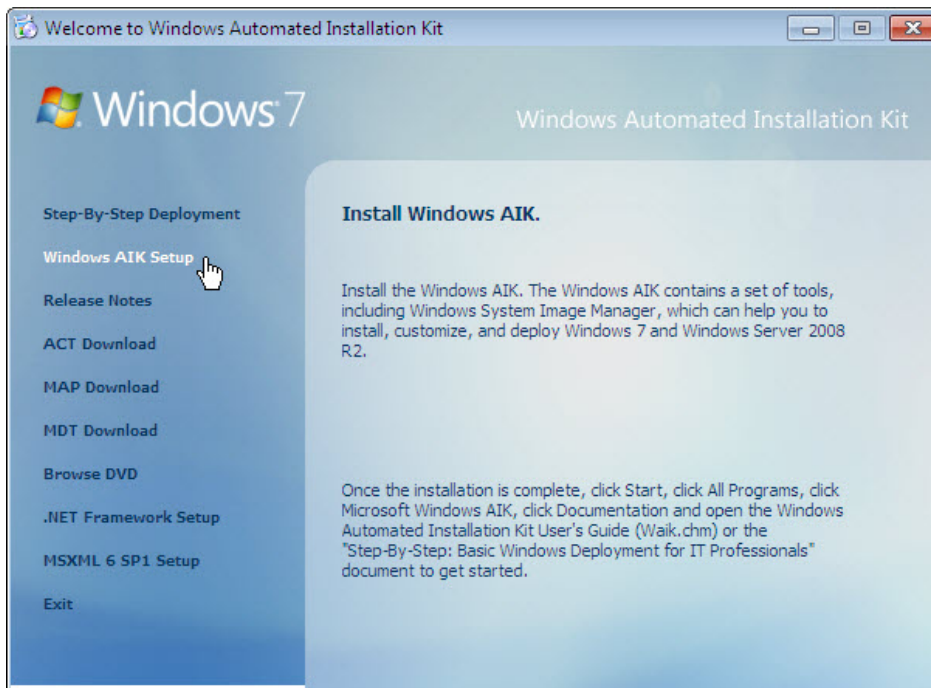 Welcome to Windows Automated Installation Kit
Windows 7
Windows Automated Installation Kit
Step-By-Step Deployment
Windows AIK Setup
Release Notes
ACT Download
MAP Download
MDT Download
Browse DVD
.NET Framework Setup
MSXML 6 SP1 Setup
Exit
Install Windows AIK.
Install the Windows AIK. The Windows AIK contains a set of tools,
including Windows System Image Manager, which can help you to
install, customize, and deploy Windows 7 and Windows Server 2008
R2.
Once the installation is complete, click Start, click All Programs, click
Microsoft Windows AIK, click Documentation and open the Windows
Automated Installation Kit User's Guide (Waik.chm) or the
"Step-By-Step: Basic Windows Deployment for IT Professionals"
document to get started.